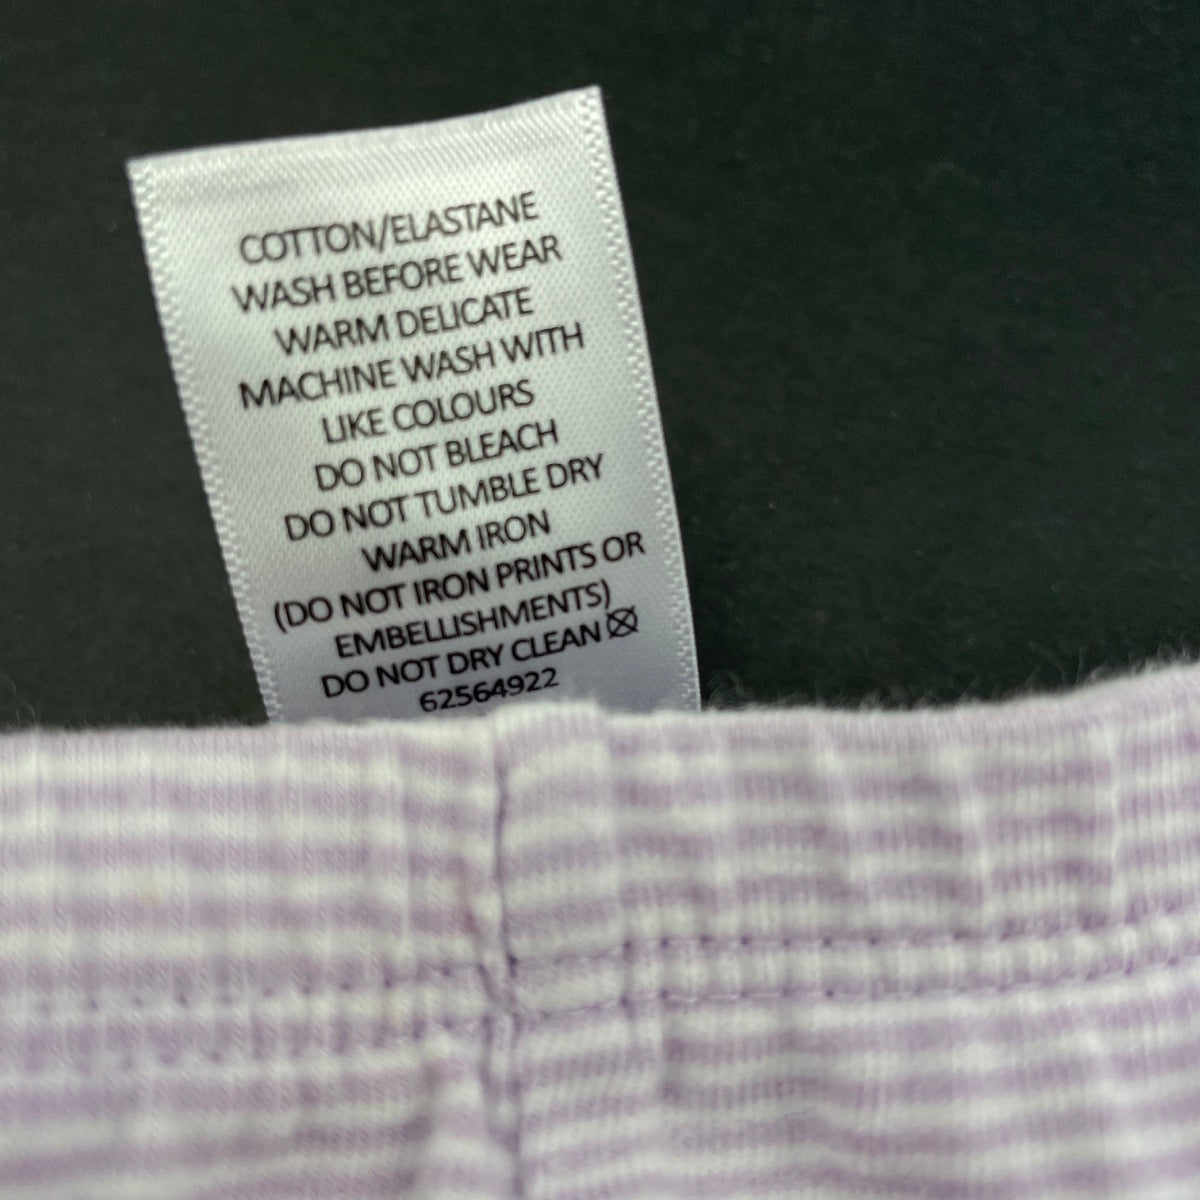 COTTON/ELASTANE
WASH BEFORE WEAR
WARM DELICATE
MACHINE WASH WITH
LIKE COLOURS
DO NOT BLEACH
DO NOT TUMBLE DRY
WARM IRON
(DO NOT IRON PRINTS OR
EMBELLISHMENTS)
DO NOT DRY CLEAN
62564922